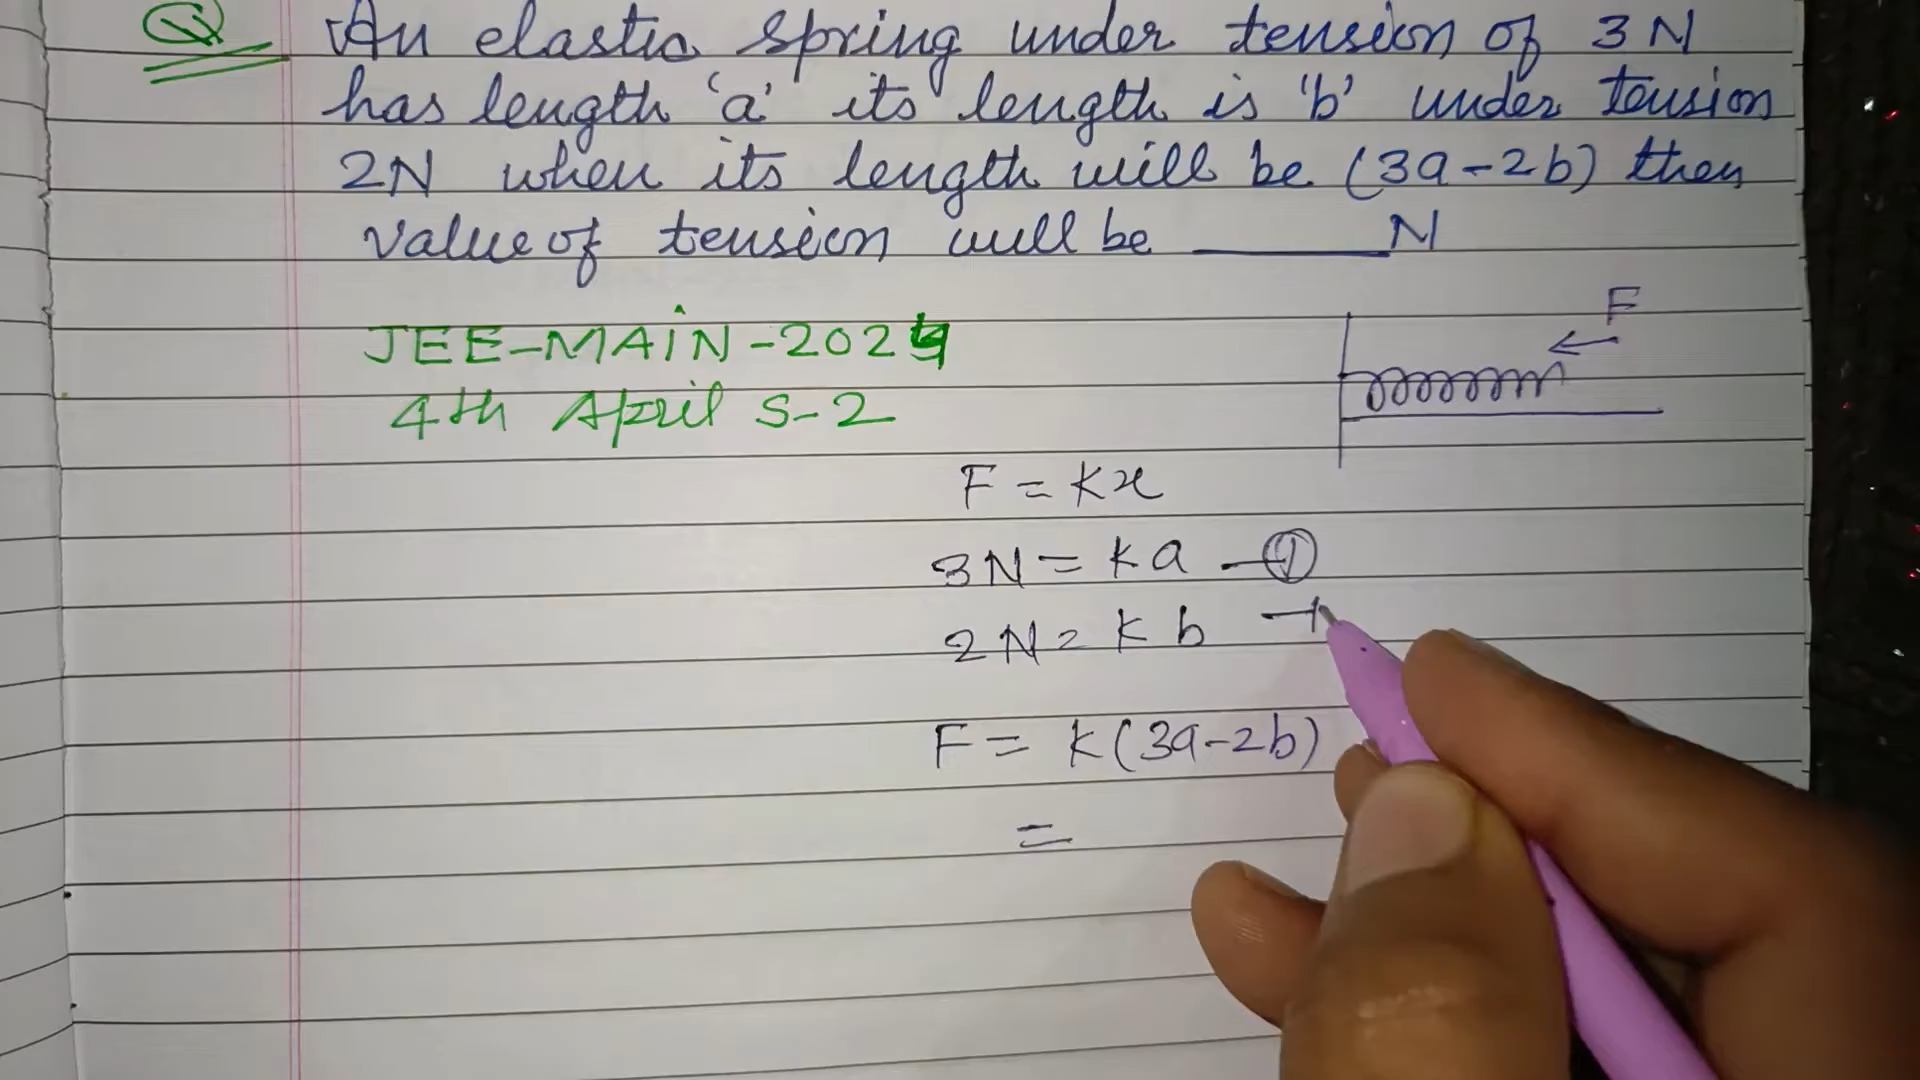 Q An elastic spring under tension of 3N
has length 'a' its length is 'b' under tension
2N when its length will be (3a-2b) then
value of tension will be ______ N
JEE-MAIN-2024
4th April S-2
F
F = kx
3N = ka —①
2N = kb —
F = k(3a-2b)
=